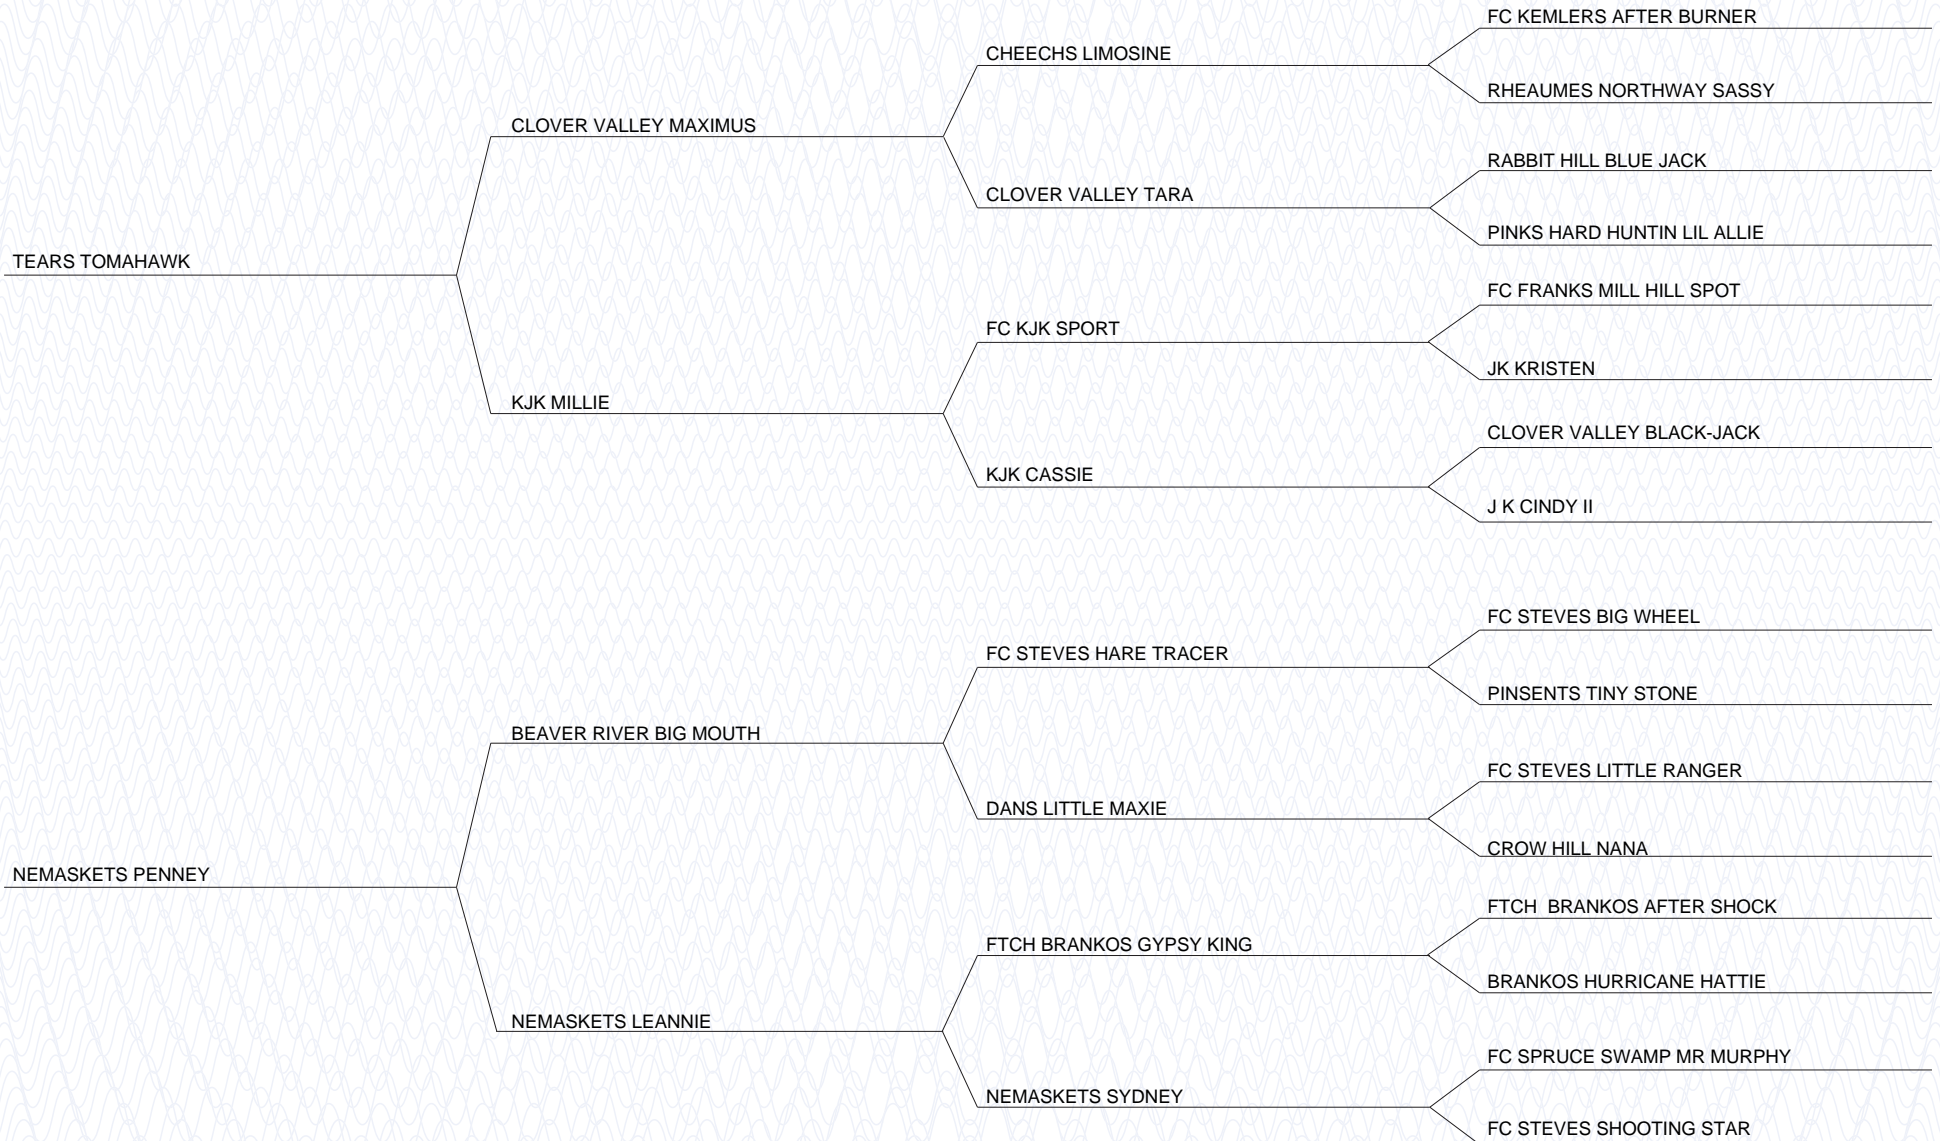 FC KEMLERS AFTER BURNER
CHEECHS LIMOSINE
RHEAUMES NORTHWAY SASSY
CLOVER VALLEY MAXIMUS
RABBIT HILL BLUE JACK
CLOVER VALLEY TARA
PINKS HARD HUNTIN LIL ALLIE
TEARS TOMAHAWK
FC FRANKS MILL HILL SPOT
FC KJK SPORT
JK KRISTEN
KJK MILLIE
CLOVER VALLEY BLACK-JACK
KJK CASSIE
J K CINDY II
FC STEVES BIG WHEEL
FC STEVES HARE TRACER
PINSENTS TINY STONE
BEAVER RIVER BIG MOUTH
FC STEVES LITTLE RANGER
DANS LITTLE MAXIE
CROW HILL NANA
NEMASKETS PENNEY
FTCH  BRANKOS AFTER SHOCK
FTCH BRANKOS GYPSY KING
BRANKOS HURRICANE HATTIE
NEMASKETS LEANNIE
FC SPRUCE SWAMP MR MURPHY
NEMASKETS SYDNEY
FC STEVES SHOOTING STAR